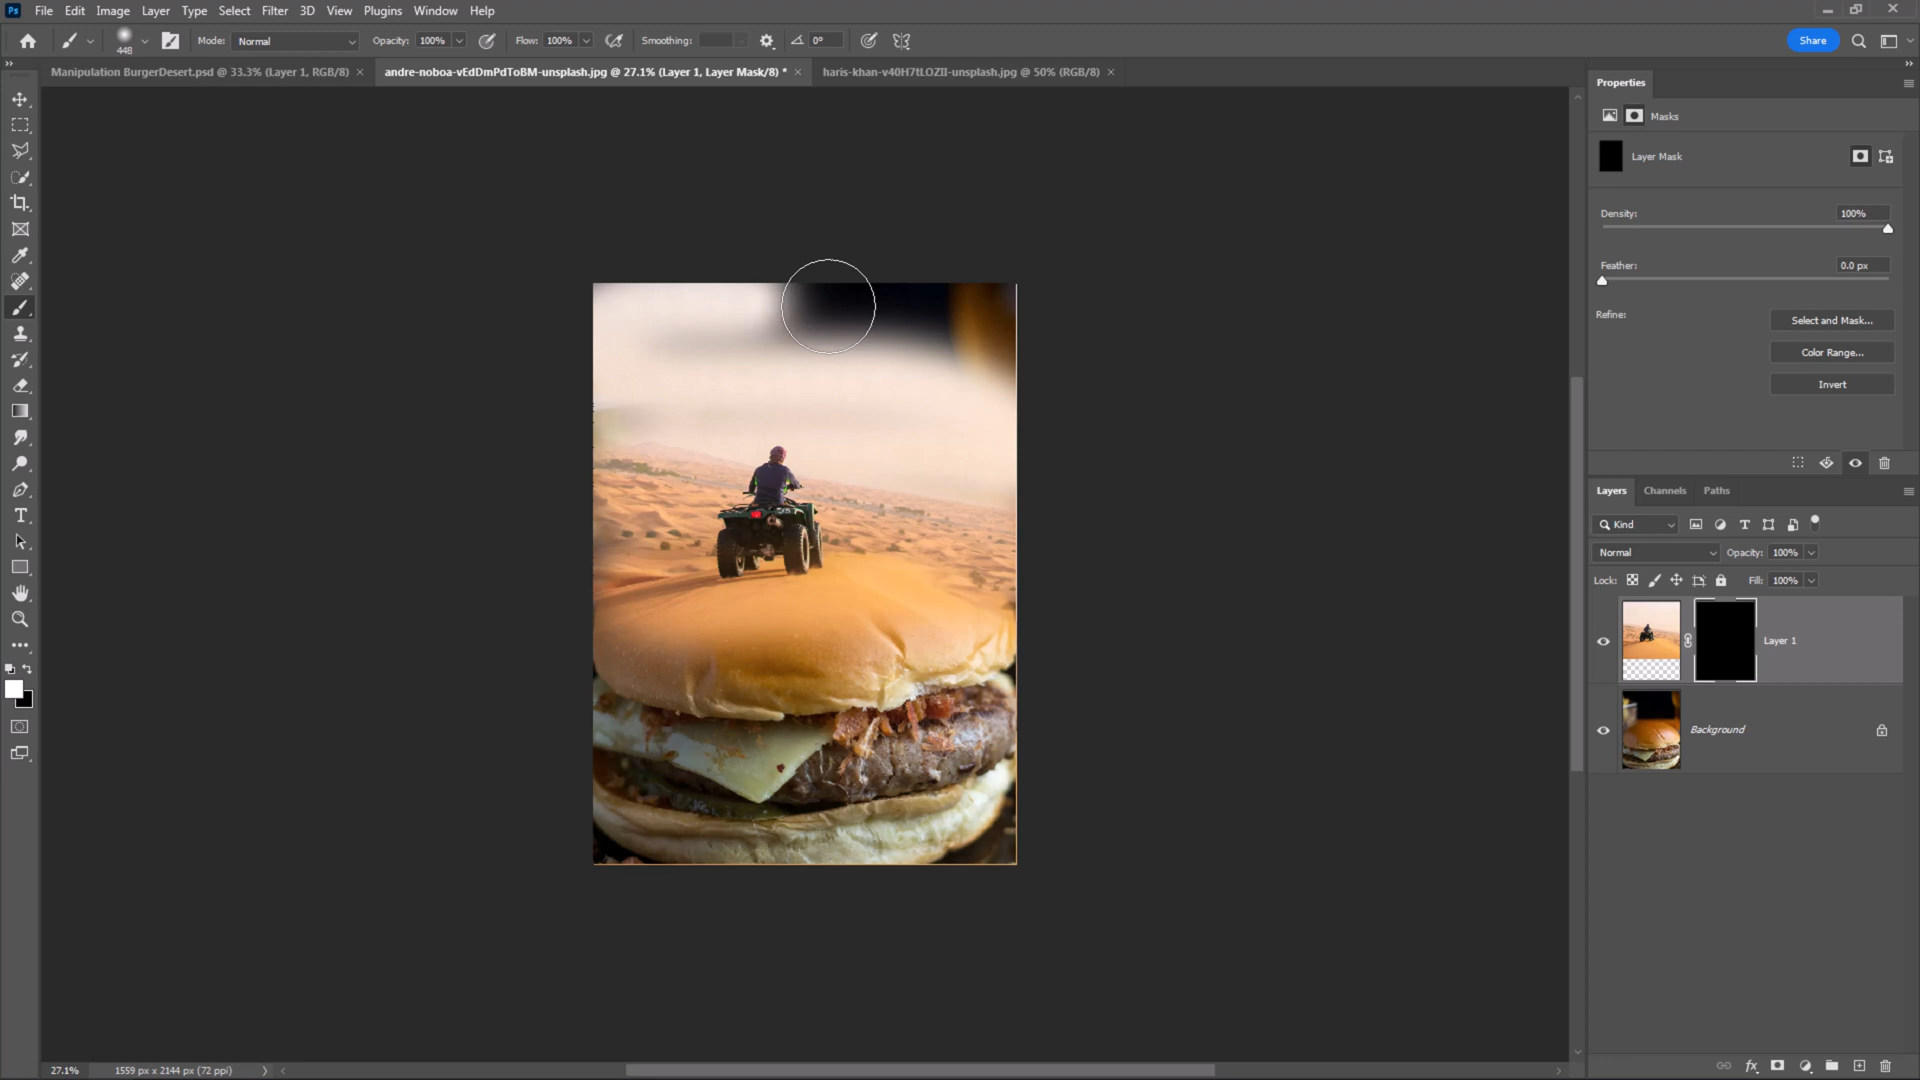 Ps File Edit Image Layer Type Select Filter 3D View Plugins Window Help
448 Mode: Normal Opacity: 100% Flow: 100% Smoothing: 0° Share
Manipulation BurgerDesert.psd @ 33.3% (Layer 1, RGB/8) × andre-noboa-vEdDmPdToBM-unsplash.jpg @ 27.1% (Layer 1, Layer Mask/8) * × haris-khan-v40H7tLOZII-unsplash.jpg @ 50% (RGB/8) ×
Properties
Masks
Layer Mask
Density: 100%
Feather: 0.0 px
Refine: Select and Mask...
Color Range...
Invert
Layers Channels Paths
Kind
Normal Opacity: 100%
Lock: Fill: 100%
Layer 1
Background
27.1% 1559 px x 2144 px (72 ppi)